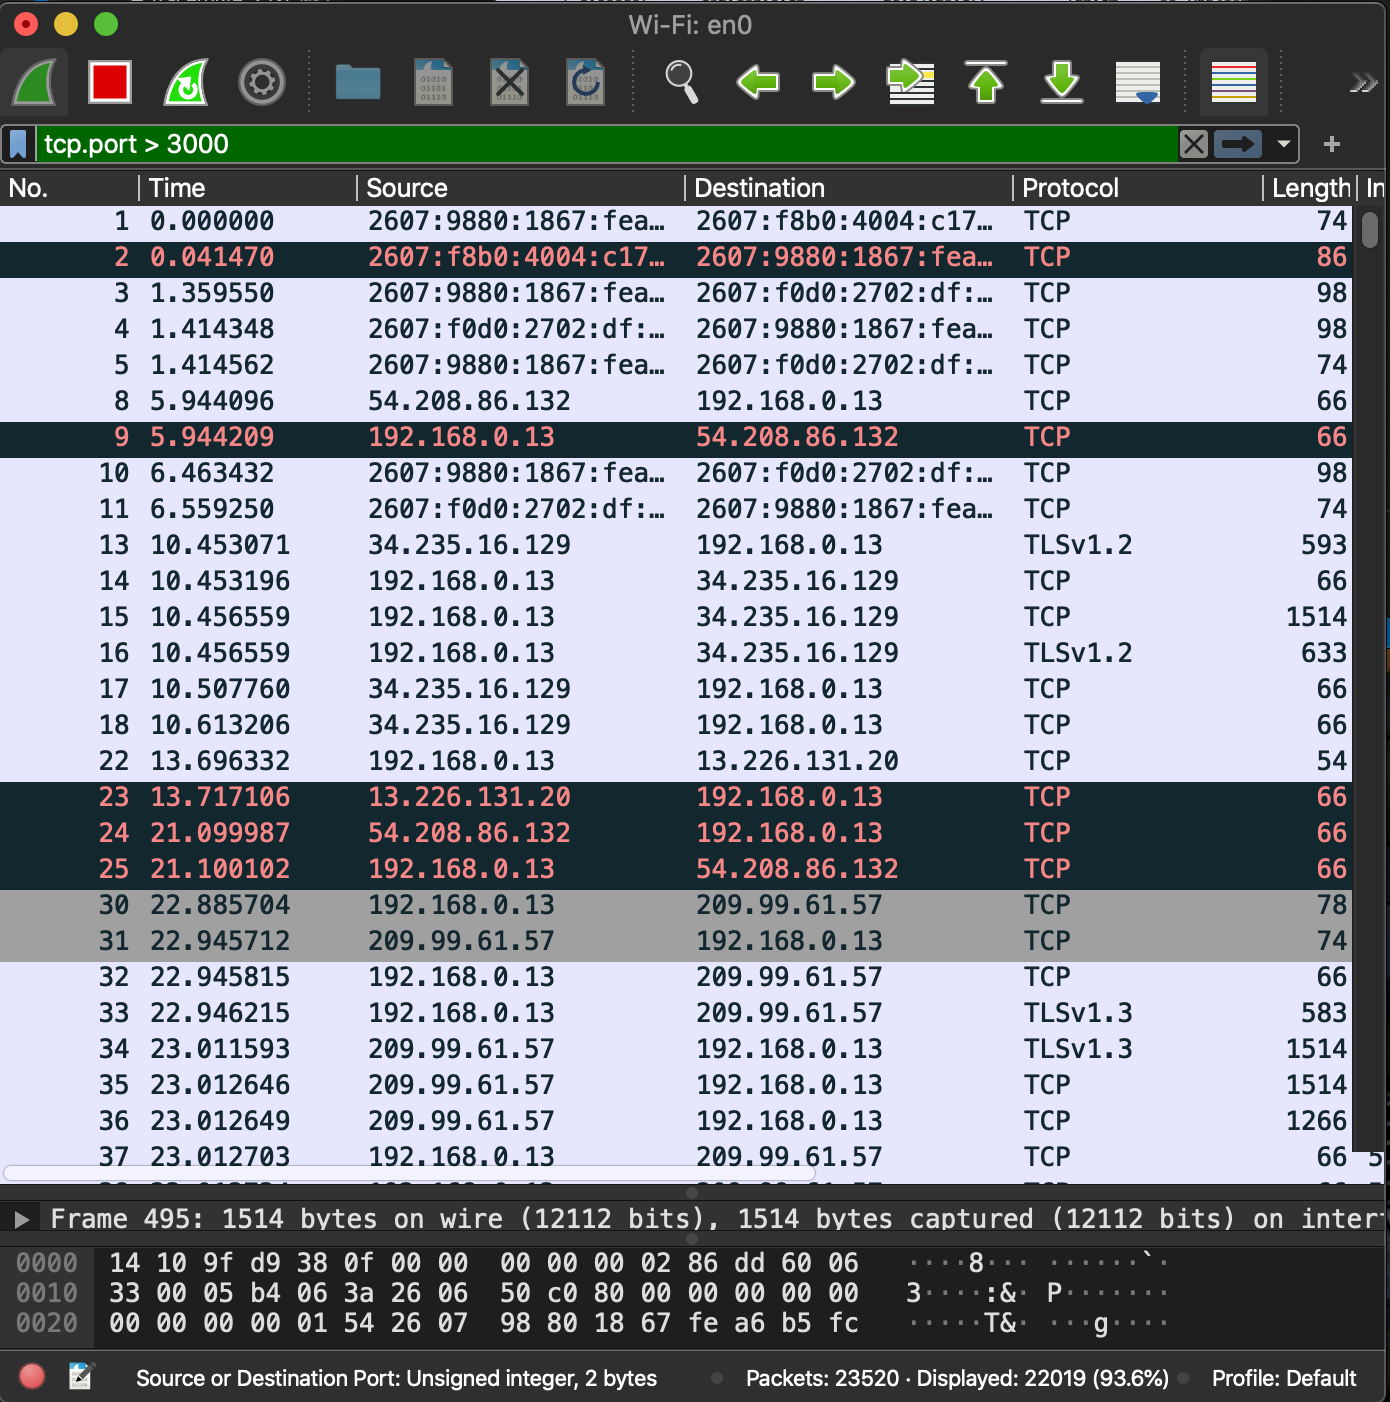 Wi-Fi: en0
tcp.port > 3000
No. Time Source Destination Protocol Length In
1 0.000000 2607:9880:1867:fea… 2607:f8b0:4004:c17… TCP 74
2 0.041470 2607:f8b0:4004:c17… 2607:9880:1867:fea… TCP 86
3 1.359550 2607:9880:1867:fea… 2607:f0d0:2702:df:… TCP 98
4 1.414348 2607:f0d0:2702:df:… 2607:9880:1867:fea… TCP 98
5 1.414562 2607:9880:1867:fea… 2607:f0d0:2702:df:… TCP 74
8 5.944096 54.208.86.132 192.168.0.13 TCP 66
9 5.944209 192.168.0.13 54.208.86.132 TCP 66
10 6.463432 2607:9880:1867:fea… 2607:f0d0:2702:df:… TCP 98
11 6.559250 2607:f0d0:2702:df:… 2607:9880:1867:fea… TCP 74
13 10.453071 34.235.16.129 192.168.0.13 TLSv1.2 593
14 10.453196 192.168.0.13 34.235.16.129 TCP 66
15 10.456559 192.168.0.13 34.235.16.129 TCP 1514
16 10.456559 192.168.0.13 34.235.16.129 TLSv1.2 633
17 10.507760 34.235.16.129 192.168.0.13 TCP 66
18 10.613206 34.235.16.129 192.168.0.13 TCP 66
22 13.696332 192.168.0.13 13.226.131.20 TCP 54
23 13.717106 13.226.131.20 192.168.0.13 TCP 66
24 21.099987 54.208.86.132 192.168.0.13 TCP 66
25 21.100102 192.168.0.13 54.208.86.132 TCP 66
30 22.885704 192.168.0.13 209.99.61.57 TCP 78
31 22.945712 209.99.61.57 192.168.0.13 TCP 74
32 22.945815 192.168.0.13 209.99.61.57 TCP 66
33 22.946215 192.168.0.13 209.99.61.57 TLSv1.3 583
34 23.011593 209.99.61.57 192.168.0.13 TLSv1.3 1514
35 23.012646 209.99.61.57 192.168.0.13 TCP 1514
36 23.012649 209.99.61.57 192.168.0.13 TCP 1266
37 23.012703 192.168.0.13 209.99.61.57 TCP 66 5
Frame 495: 1514 bytes on wire (12112 bits), 1514 bytes captured (12112 bits) on inter
0000 14 10 9f d9 38 0f 00 00 00 00 00 02 86 dd 60 06 ····8··· ······`·
0010 33 00 05 b4 06 3a 26 06 50 c0 80 00 00 00 00 00 3····:&· P·······
0020 00 00 00 00 01 54 26 07 98 80 18 67 fe a6 b5 fc ·····T&· ···g····
Source or Destination Port: Unsigned integer, 2 bytes Packets: 23520 · Displayed: 22019 (93.6%) Profile: Default